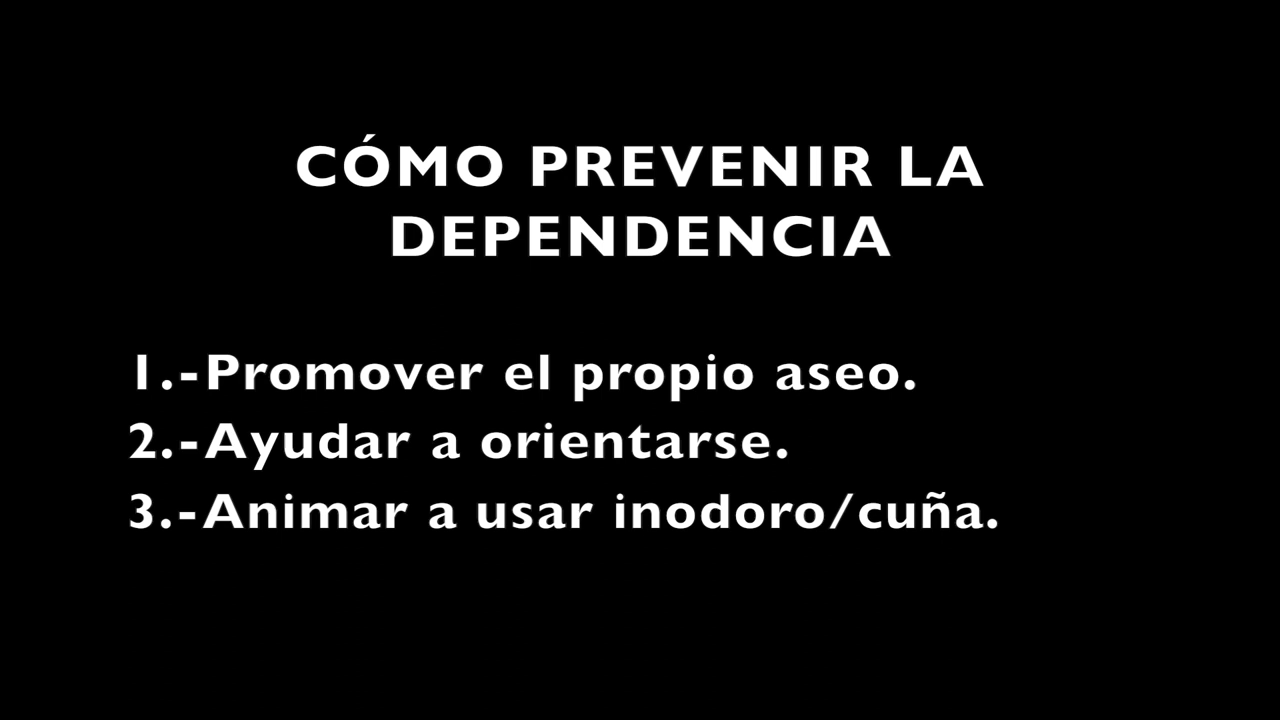 CÓMO PREVENIR LA
DEPENDENCIA
1.-Promover el propio aseo.
2.-Ayudar a orientarse.
3.-Animar a usar inodoro/cuña.